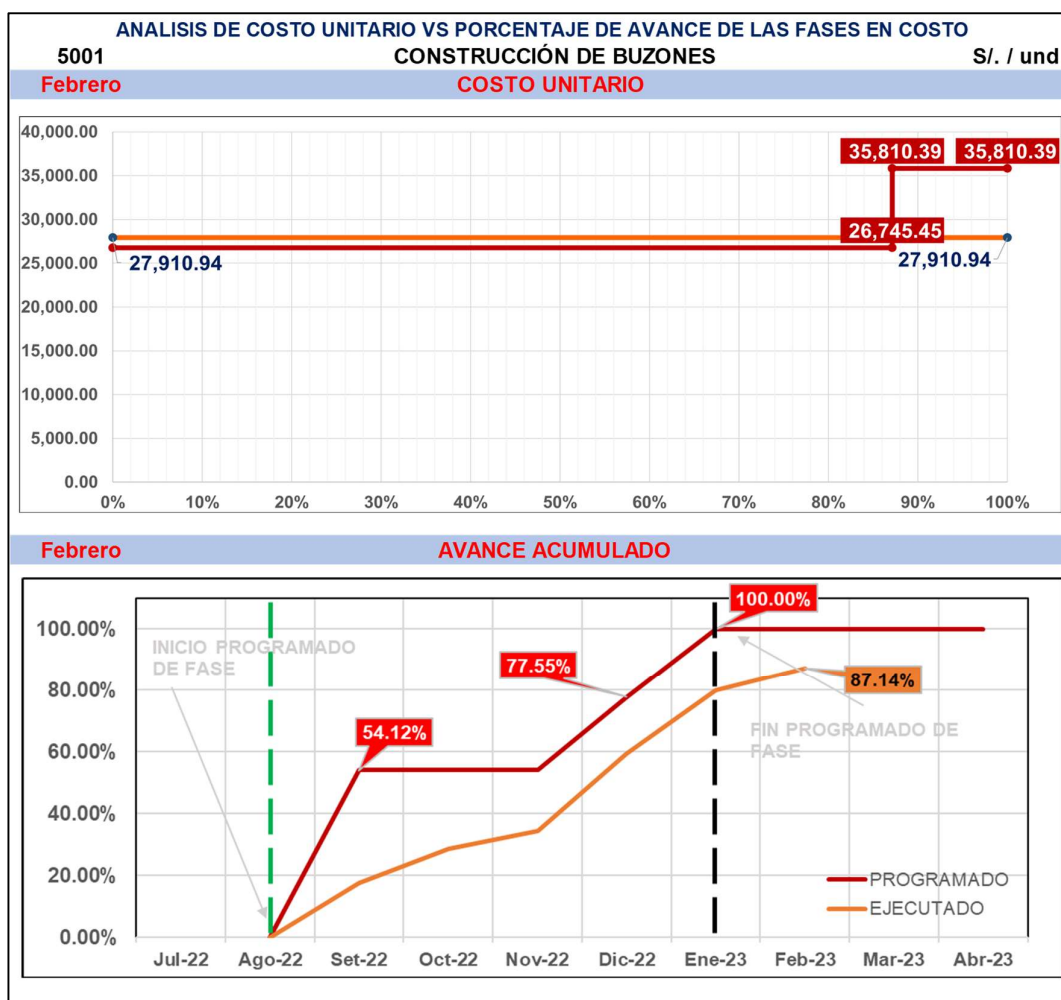 ANALISIS DE COSTO UNITARIO VS PORCENTAJE DE AVANCE DE LAS FASES EN COSTO
5001 CONSTRUCCIÓN DE BUZONES S/. / und
Febrero COSTO UNITARIO
40,000.00
35,810.39 35,810.39
35,000.00
30,000.00
26,745.45
25,000.00
27,910.94 27,910.94
20,000.00
15,000.00
10,000.00
5,000.00
0.00
0% 10% 20% 30% 40% 50% 60% 70% 80% 90% 100%
Febrero AVANCE ACUMULADO
100.00%
100.00%
INICIO PROGRAMADO
DE FASE
77.55%
87.14%
80.00%
54.12%
FIN PROGRAMADO DE
FASE
60.00%
40.00%
20.00%
PROGRAMADO
EJECUTADO
0.00%
Jul-22 Ago-22 Set-22 Oct-22 Nov-22 Dic-22 Ene-23 Feb-23 Mar-23 Abr-23